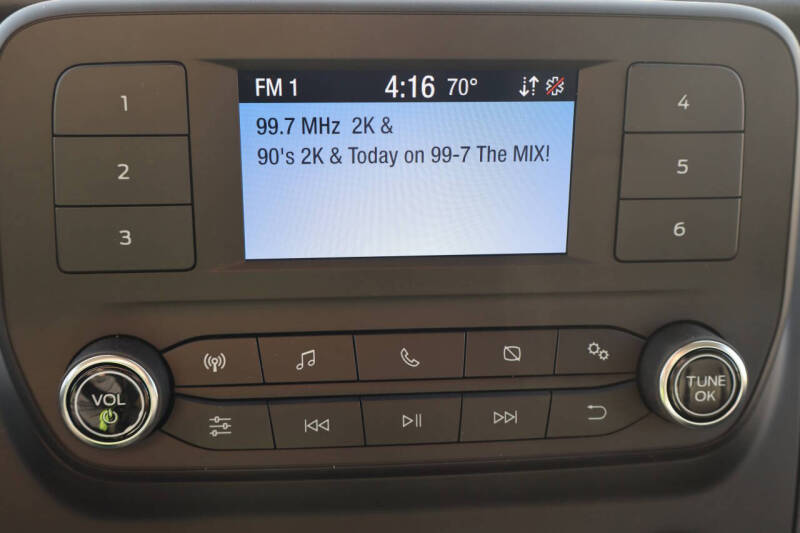 FM 1 4:16 70°
99.7 MHz 2K &
90's 2K & Today on 99-7 The MIX!
1
2
3
4
5
6
VOL
TUNE
OK